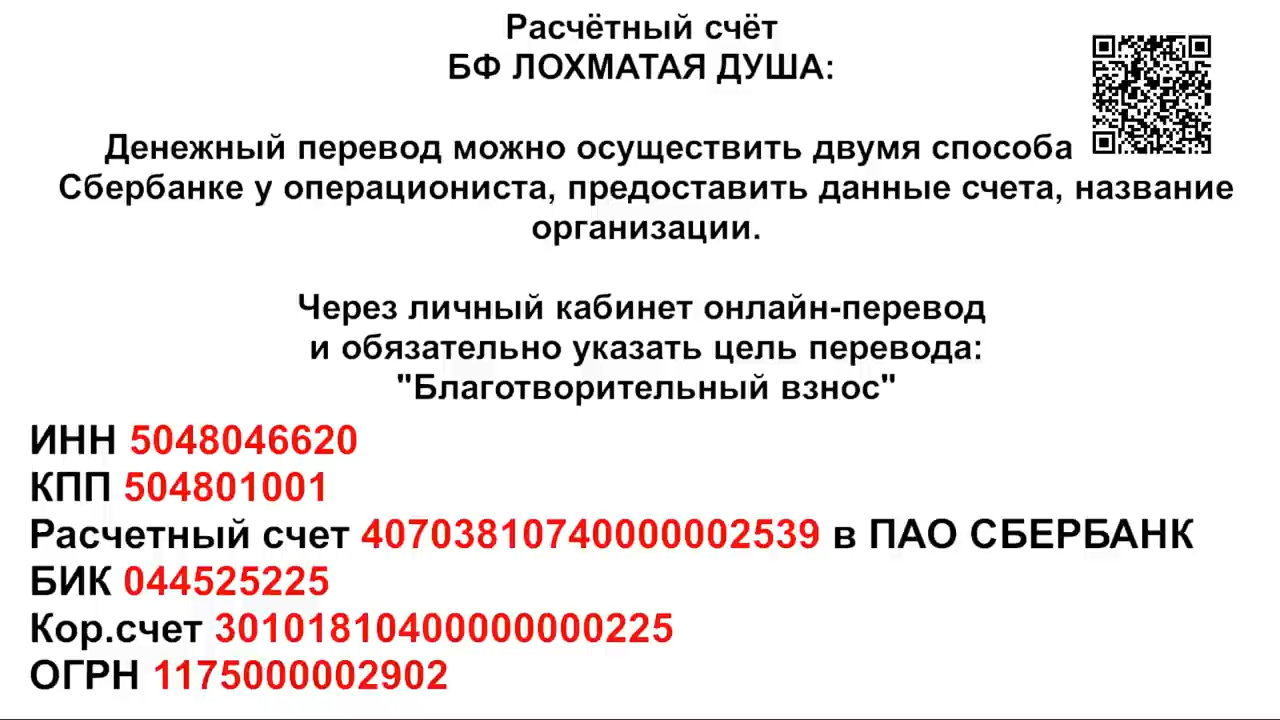 Расчётный счёт
БФ ЛОХМАТАЯ ДУША:
Денежный перевод можно осуществить двумя способа
Сбербанке у операциониста, предоставить данные счета, название
организации.
Через личный кабинет онлайн-перевод
и обязательно указать цель перевода:
"Благотворительный взнос"
ИНН 5048046620
КПП 504801001
Расчетный счет 40703810740000002539 в ПАО СБЕРБАНК
БИК 044525225
Кор.счет 30101810400000000225
ОГРН 1175000002902